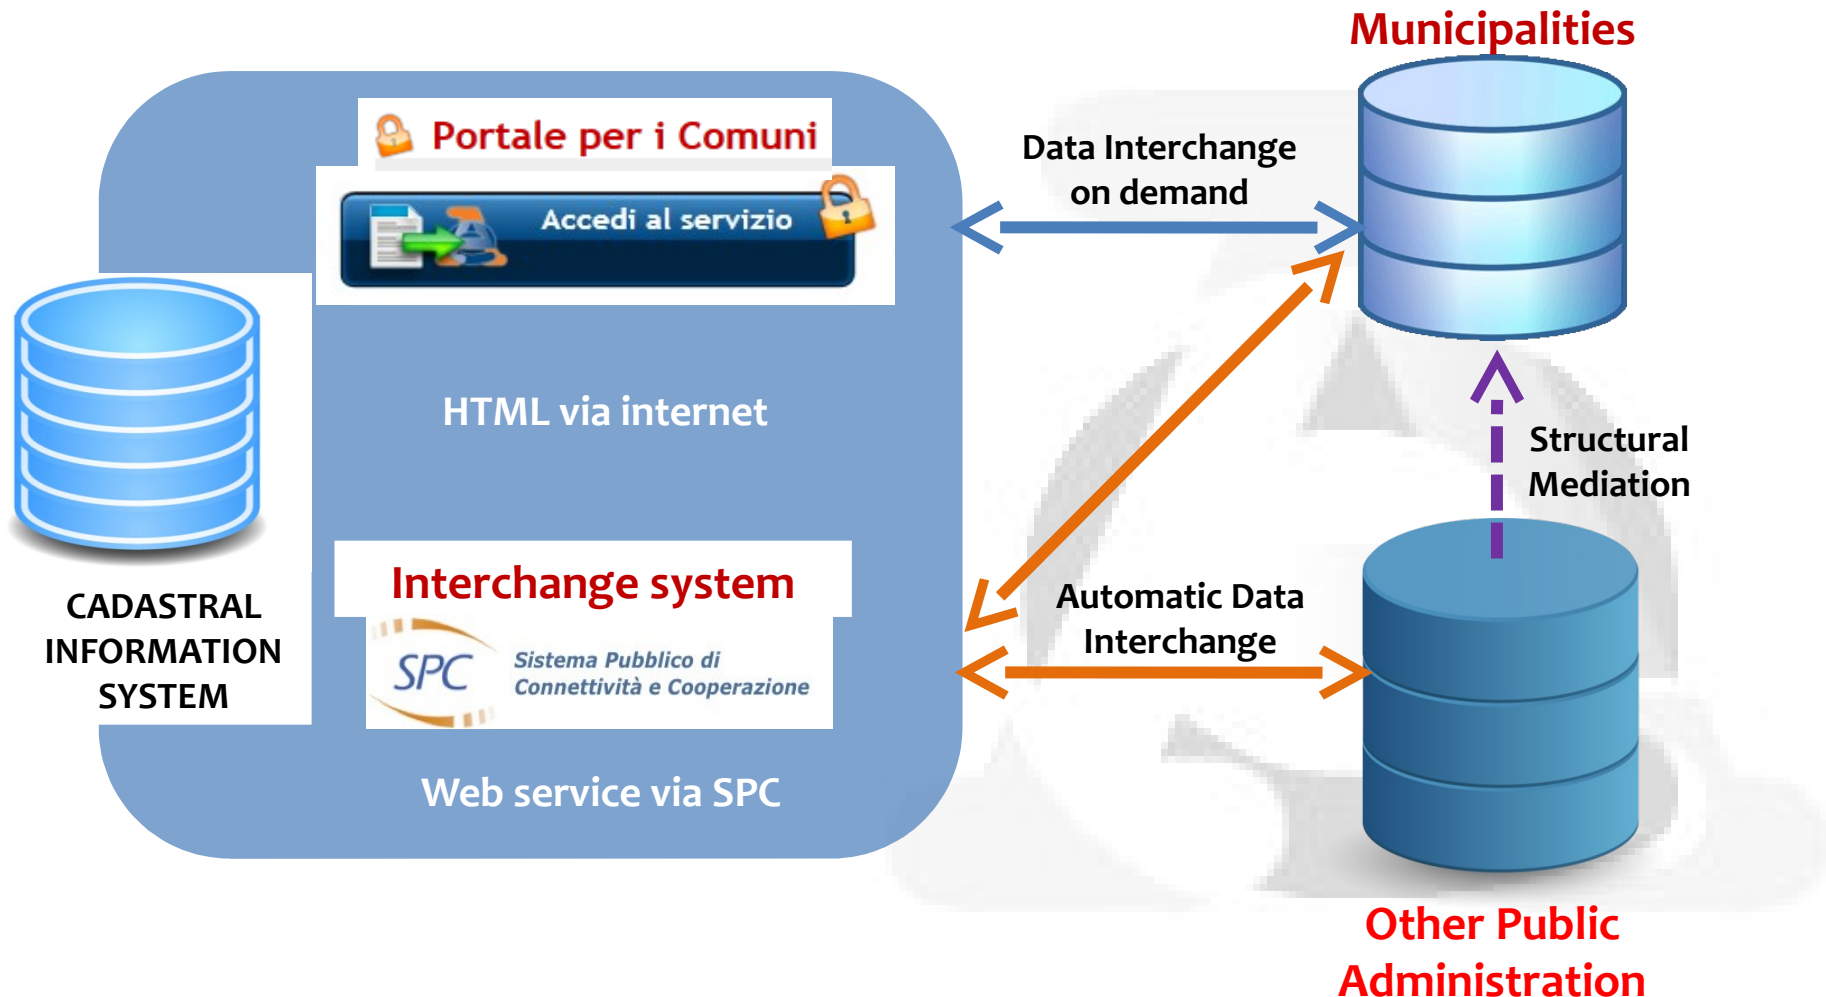 Municipalities
Portale per i Comuni
Accedi al servizio
Data Interchange
on demand
HTML via internet
Structural
Mediation
CADASTRAL
INFORMATION
SYSTEM
Interchange system
SPC
Sistema Pubblico di
Connettività e Cooperazione
Automatic Data
Interchange
Web service via SPC
Other Public
Administration